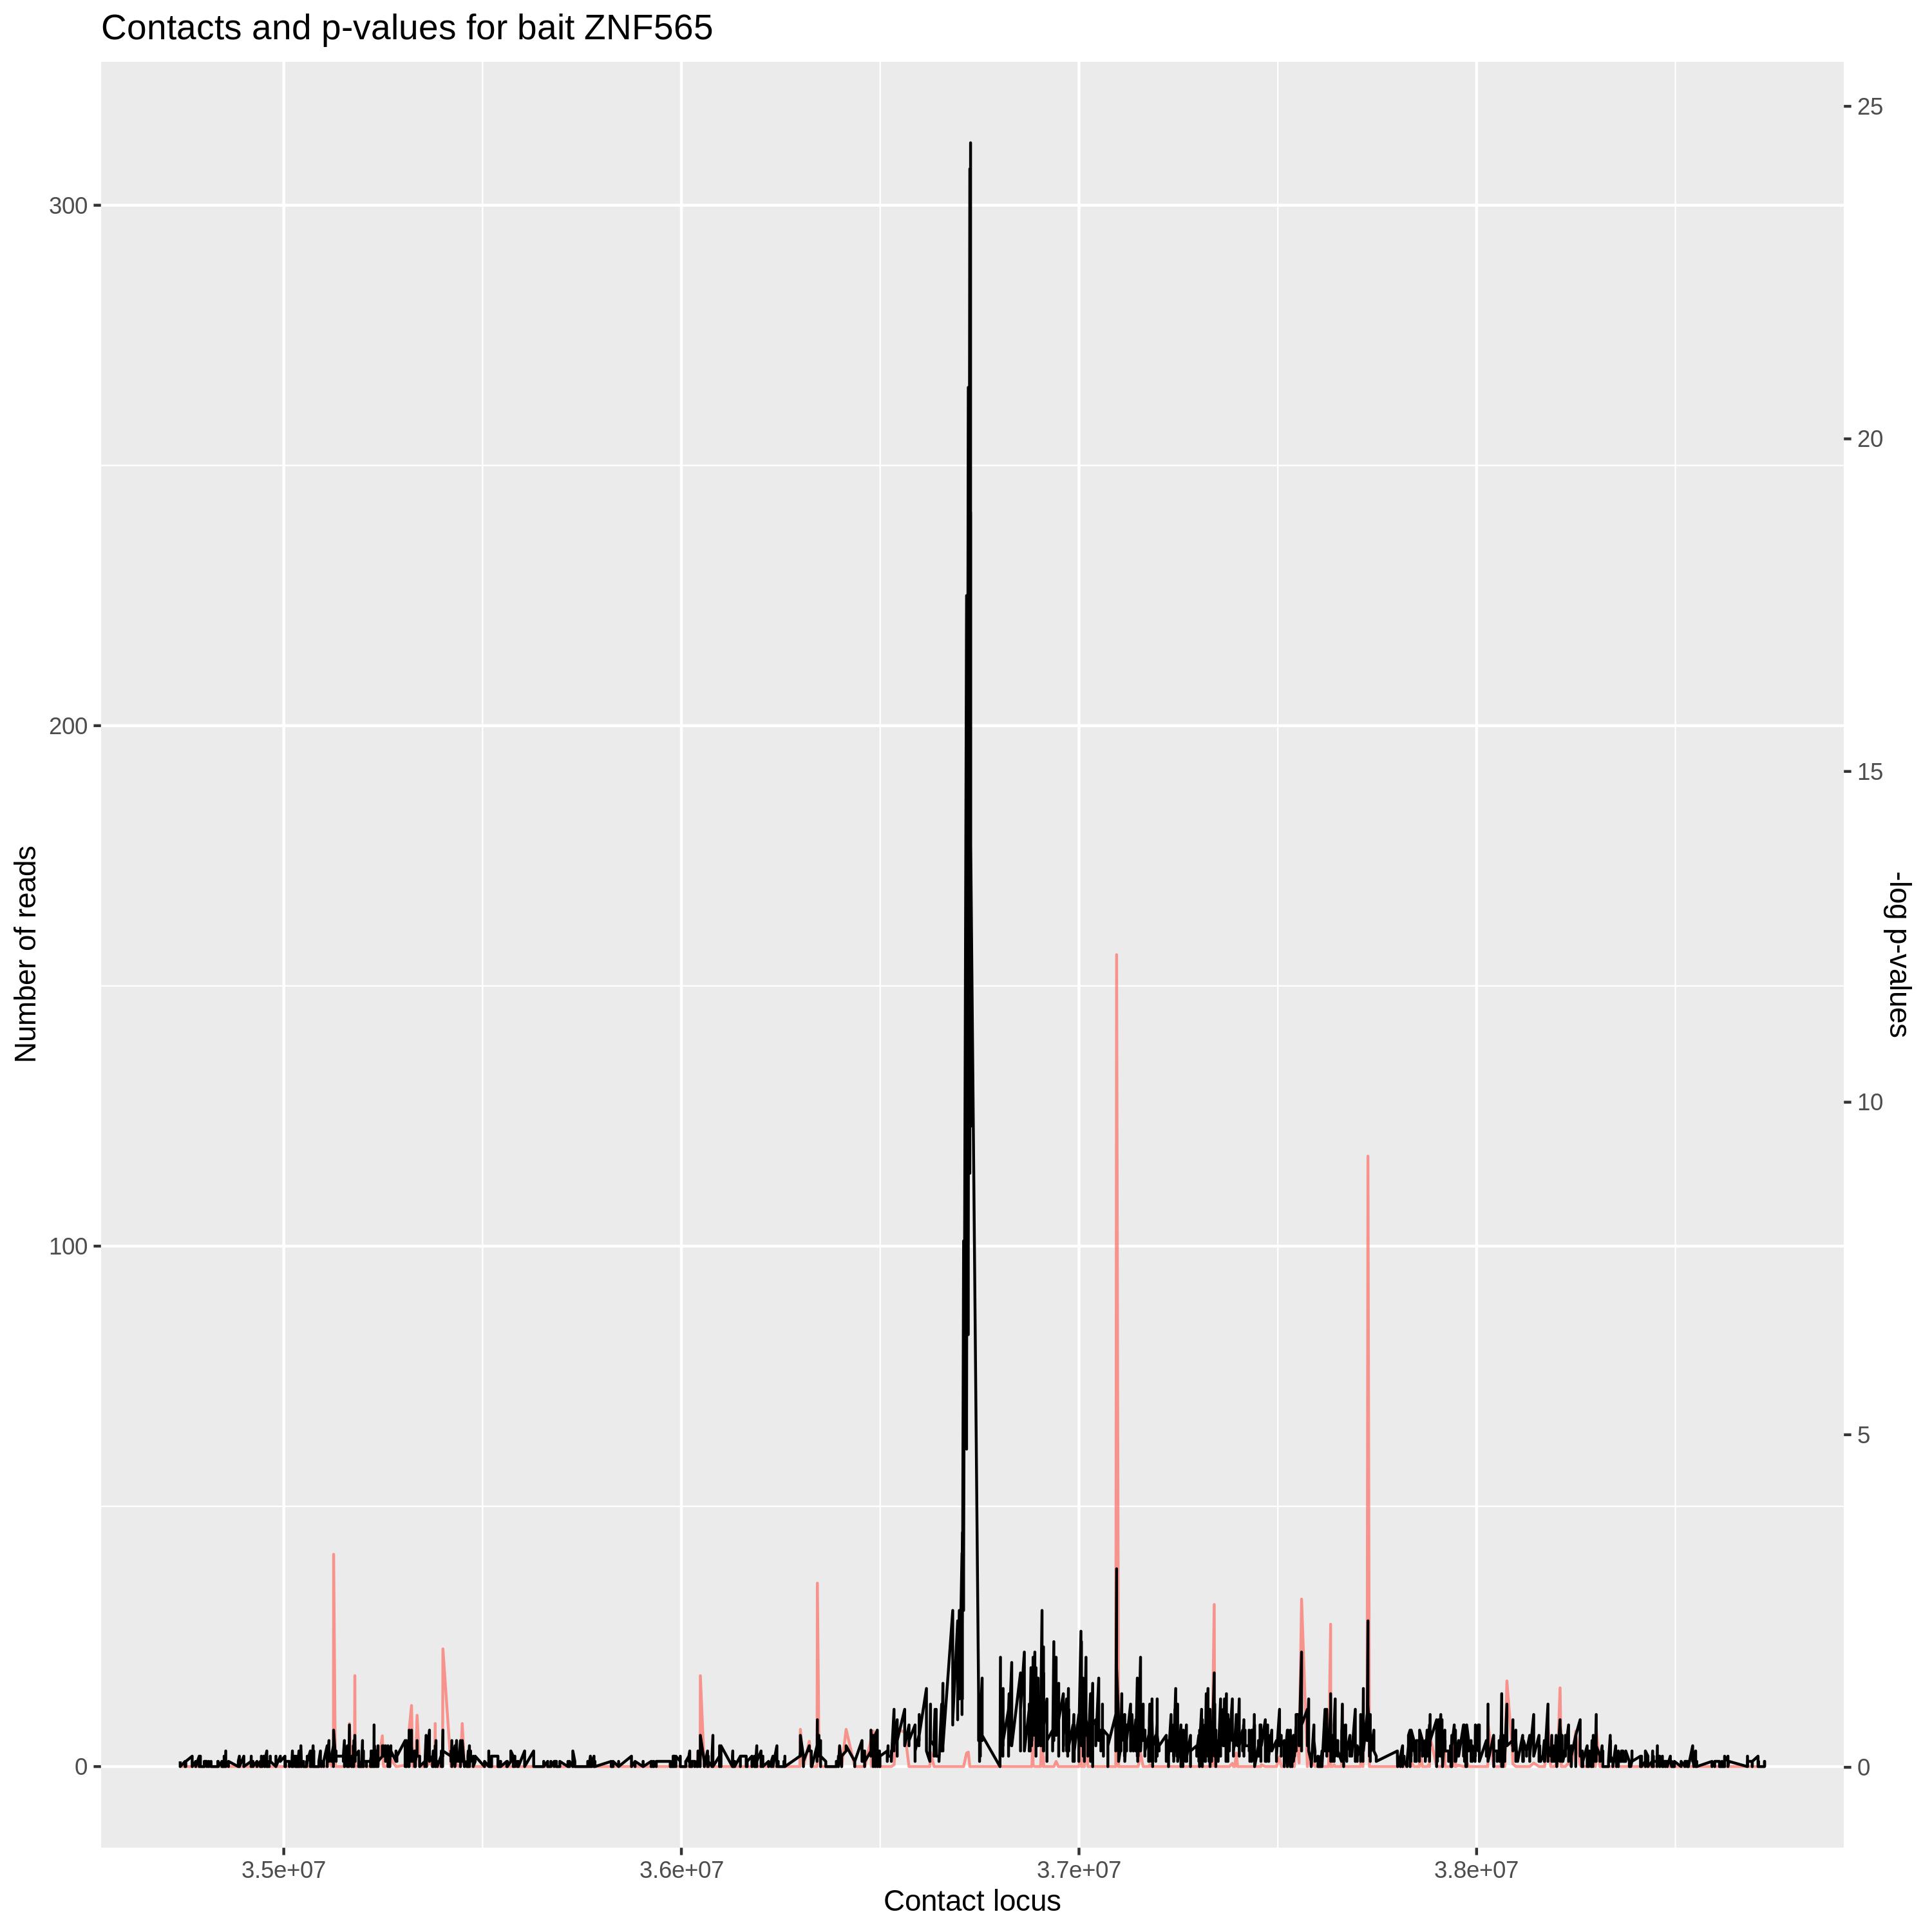 Contacts and p-values for bait ZNF565
Number of reads
300
200
100
0
25
20
15
10
5
0
-log p-values
3.5e+07
3.6e+07
3.7e+07
3.8e+07
Contact locus